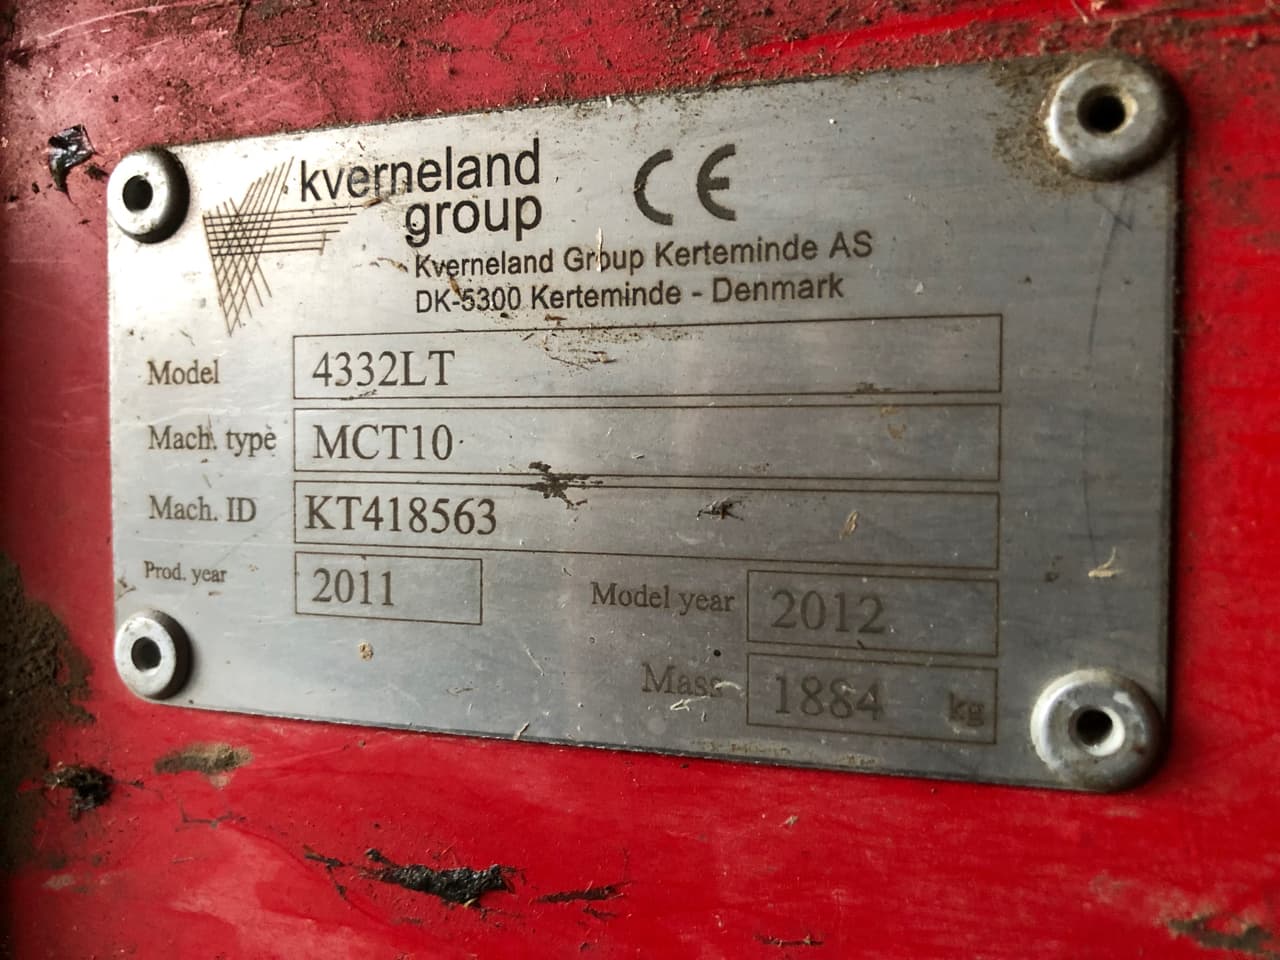 kverneland
group
CE
Kverneland Group Kerteminde AS
DK-5300 Kerteminde - Denmark
Model 4332LT
Mach. type MCT10
Mach. ID KT418563
Prod. year 2011 Model year 2012
Mass 1884 kg